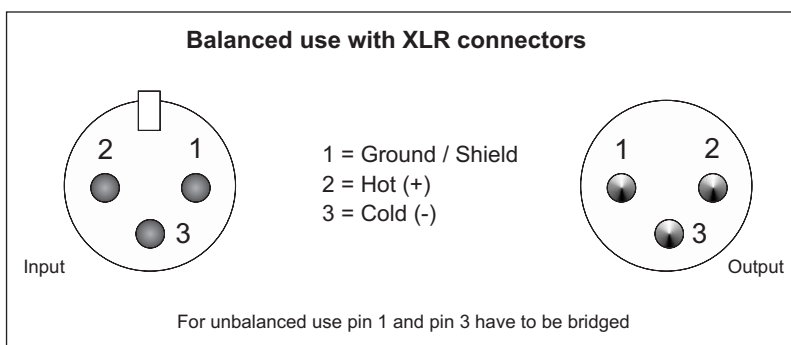 Balanced use with XLR connectors
2 1
3
Input
1 = Ground / Shield
2 = Hot (+)
3 = Cold (-)
1 2
3
Output
For unbalanced use pin 1 and pin 3 have to be bridged